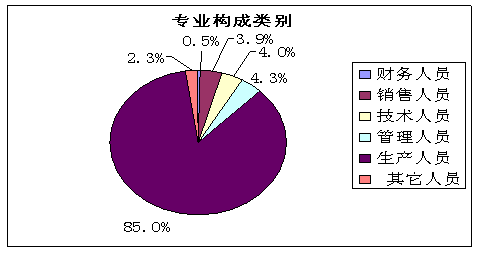 专业构成类别
0.5%
3.9%
2.3%
4.0%
4.3%
85.0%
财务人员
销售人员
技术人员
管理人员
生产人员
其它人员